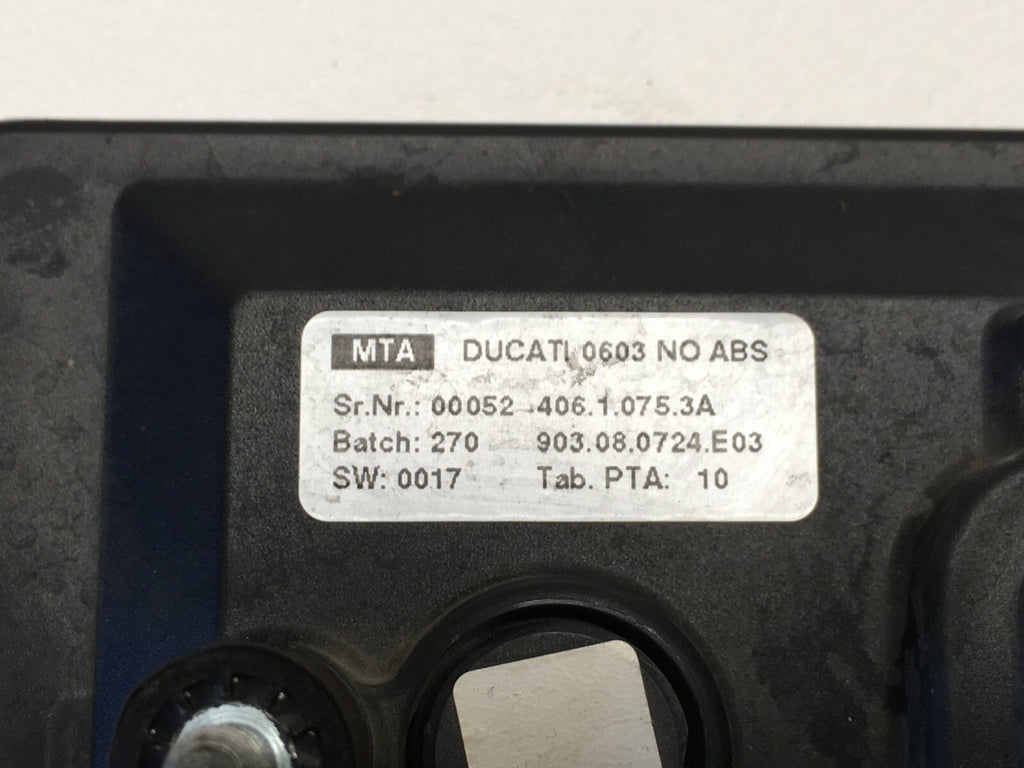 MTA DUCATI 0603 NO ABS
Sr.Nr.: 00052 406.1.075.3A
Batch: 270 903.08.0724.E03
SW: 0017 Tab. PTA: 10